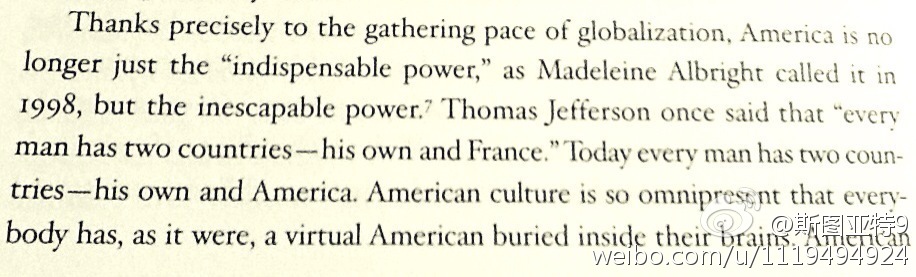 Thanks precisely to the gathering pace of globalization, America is no
longer just the “indispensable power,” as Madeleine Albright called it in
1998, but the inescapable power.⁷ Thomas Jefferson once said that “every
man has two countries—his own and France.” Today every man has two coun-
tries—his own and America. American culture is so omnipresent that every-
body has, as it were, a virtual American buried inside their brains. American
@斯图亚特9
weibo.com/u/1119494924